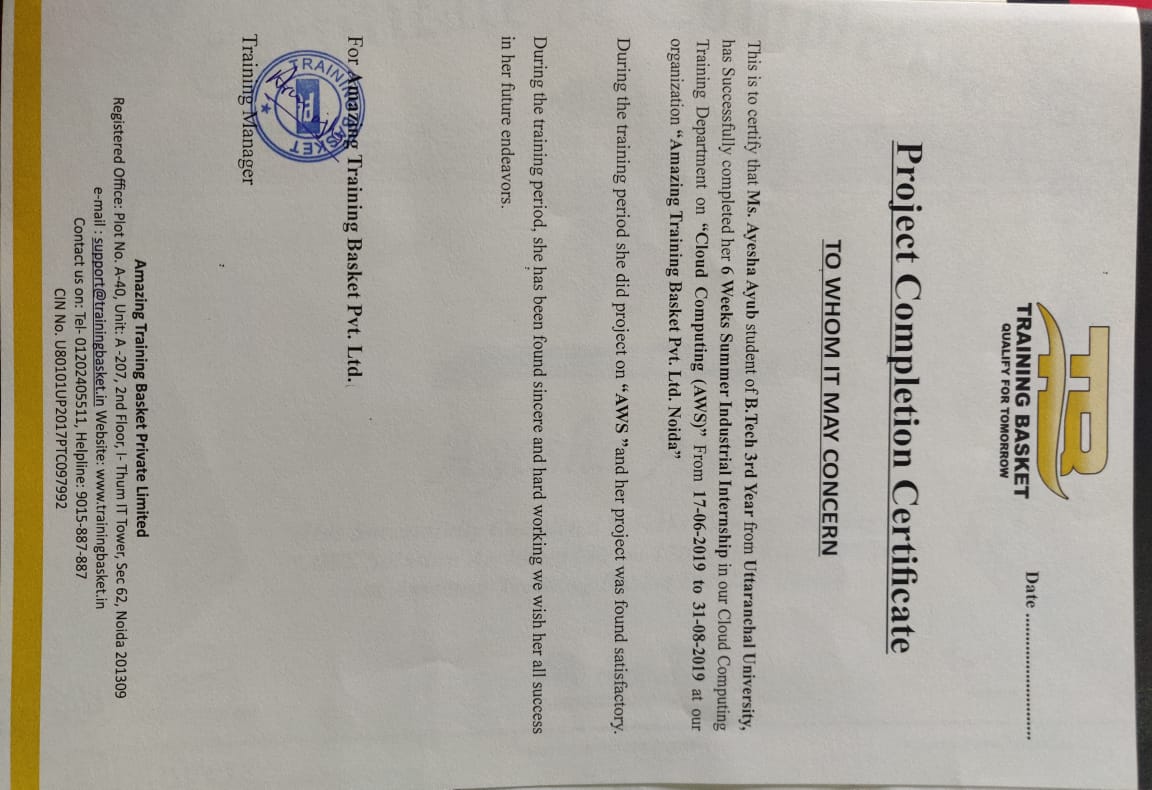 TRAINING BASKET
QUALIFY FOR TOMORROW
Date ...........................
Project Completion Certificate
TO WHOM IT MAY CONCERN
This is to certify that Ms. Ayesha Ayub student of B.Tech 3rd Year from Uttaranchal University,
has Successfully completed her 6 Weeks Summer Industrial Internship in our Cloud Computing
Training Department on “Cloud Computing (AWS)” From 17-06-2019 to 31-08-2019 at our
organization “Amazing Training Basket Pvt. Ltd. Noida”
During the training period she did project on “AWS ”and her project was found satisfactory.
During the training period, she has been found sincere and hard working we wish her all success
in her future endeavors.
For Amazing Training Basket Pvt. Ltd.
TRAINING BASKET
Training Manager
Amazing Training Basket Private Limited
Registered Office: Plot No. A-40, Unit: A -207, 2nd Floor, I- Thum IT Tower, Sec 62, Noida 201309
e-mail : support@trainingbasket.in Website: www.trainingbasket.in
Contact us on: Tel- 01202405511, Helpline: 9015-887-887
CIN No. U80101UP2017PTC097992